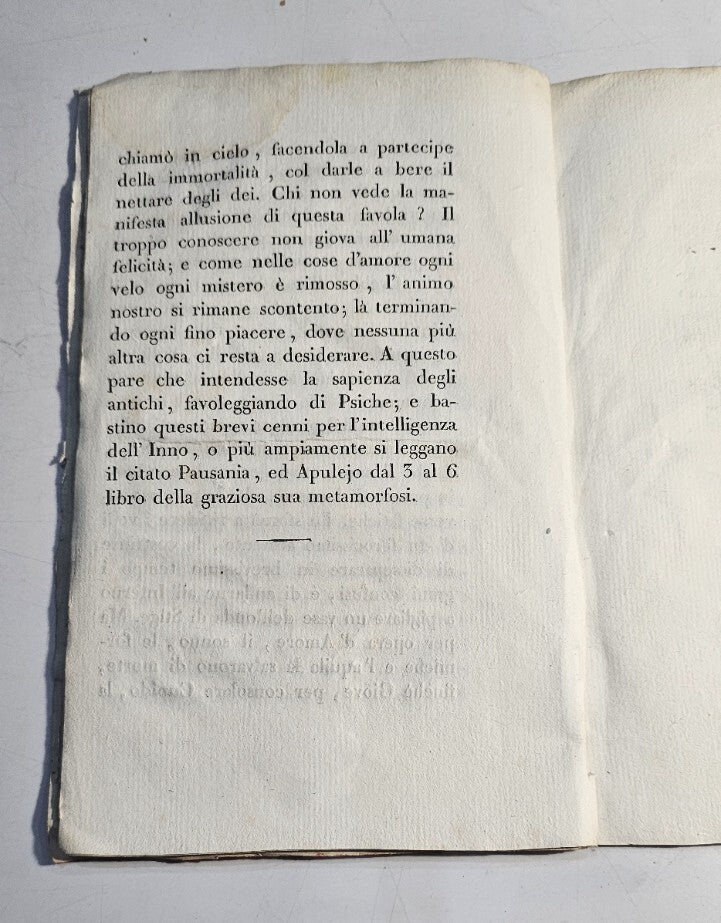 chiamò in cielo , facendola a partecipe
della immortalità , col darle a bere il
nettare degli dei. Chi non vede la ma-
nifesta allusione di questa favola ? Il
troppo conoscere non giova all' umana
felicità; e come nelle cose d'amore ogni
velo ogni mistero è rimosso , l' animo
nostro si rimane scontento; là terminan-
do ogni fino piacere , dove nessuna più
altra cosa ci resta a desiderare. A questo
pare che intendesse la sapienza degli
antichi , favoleggiando di Psiche; e ba-
stino questi brevi cenni per l'intelligenza
dell' Inno , o più ampiamente si leggano
il citato Pausania , ed Apulejo dal 3 al 6
libro della graziosa sua metamorfosi.